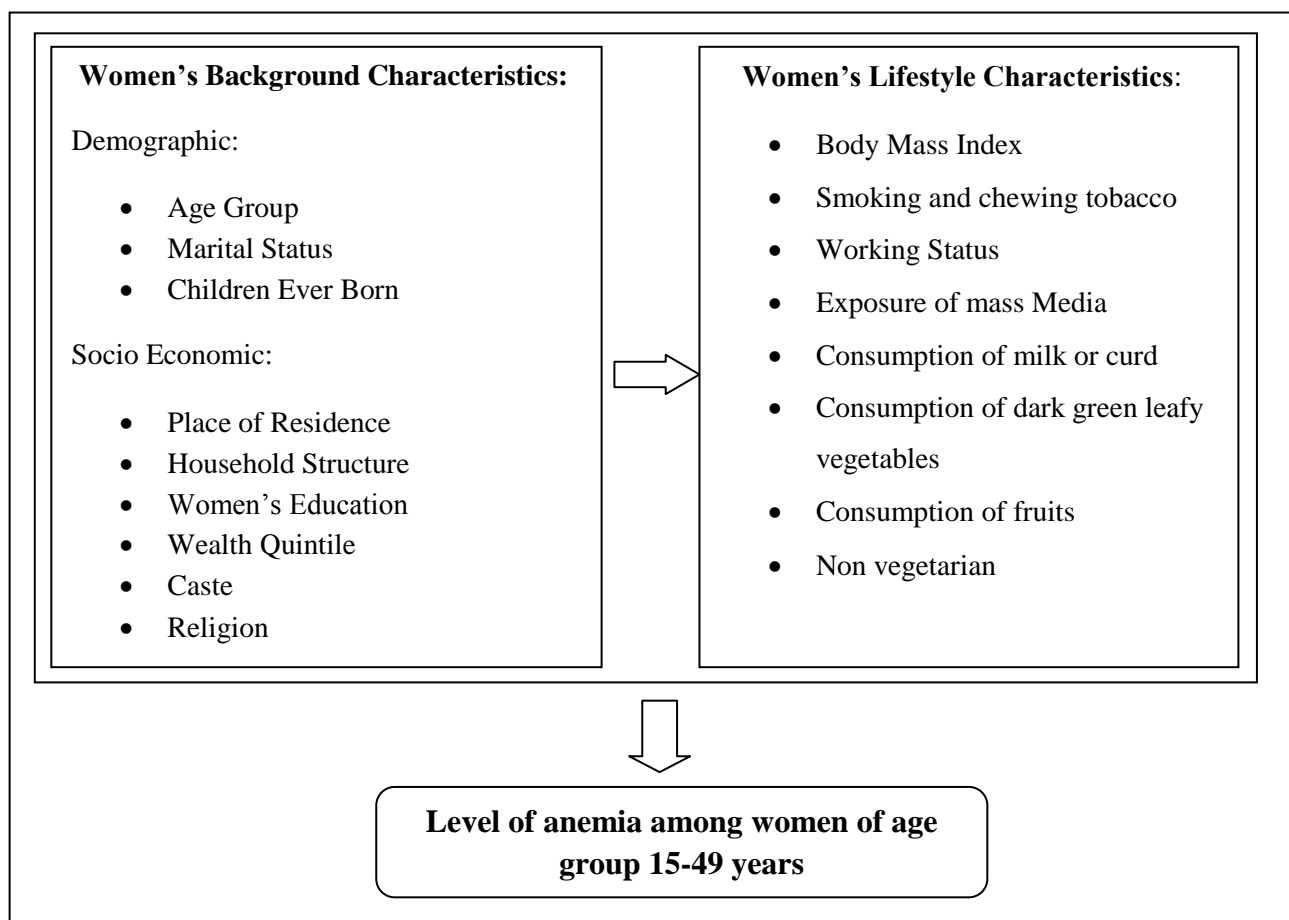 Women’s Background Characteristics:
Demographic:
• Age Group
• Marital Status
• Children Ever Born
Socio Economic:
• Place of Residence
• Household Structure
• Women’s Education
• Wealth Quintile
• Caste
• Religion
Women’s Lifestyle Characteristics:
• Body Mass Index
• Smoking and chewing tobacco
• Working Status
• Exposure of mass Media
• Consumption of milk or curd
• Consumption of dark green leafy
vegetables
• Consumption of fruits
• Non vegetarian
Level of anemia among women of age
group 15-49 years